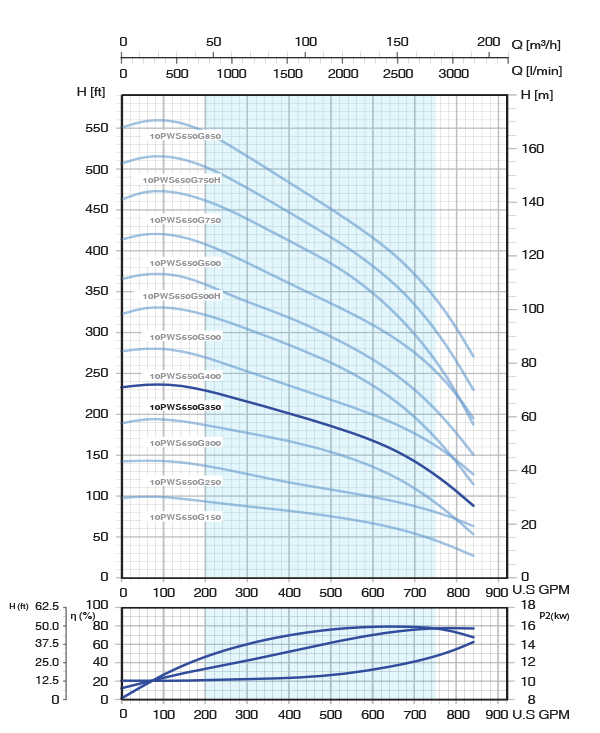 0 50 100 150 200 Q [m³/h]
0 500 1000 1500 2000 2500 3000 Q [l/min]
H [ft] H [m]
550
500
450
400
350
300
250
200
150
100
50
0
160
140
120
100
80
60
40
20
0
10PWS650G850
10PWS650G750H
10PWS650G750
10PWS650G600
10PWS650G500H
10PWS650G500
10PWS650G400
10PWS650G350
10PWS650G300
10PWS650G250
10PWS650G150
0 100 200 300 400 500 600 700 800 900 U.S GPM
H (ft) 62.5
50.0
37.5
25.0
12.5
0
η (%) 100
80
60
40
20
0
18 P2(kw)
16
14
12
10
8
0 100 200 300 400 500 600 700 800 900 U.S GPM